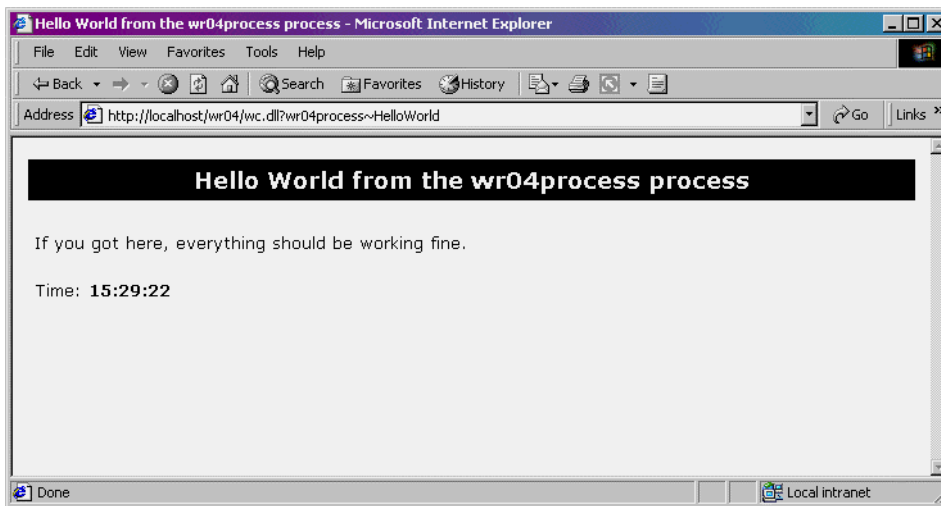 Hello World from the wr04process process - Microsoft Internet Explorer
File Edit View Favorites Tools Help
Back Search Favorites History
Address http://localhost/wr04/wc.dll?wr04process~HelloWorld Go Links »
Hello World from the wr04process process
If you got here, everything should be working fine.
Time: 15:29:22
Done Local intranet